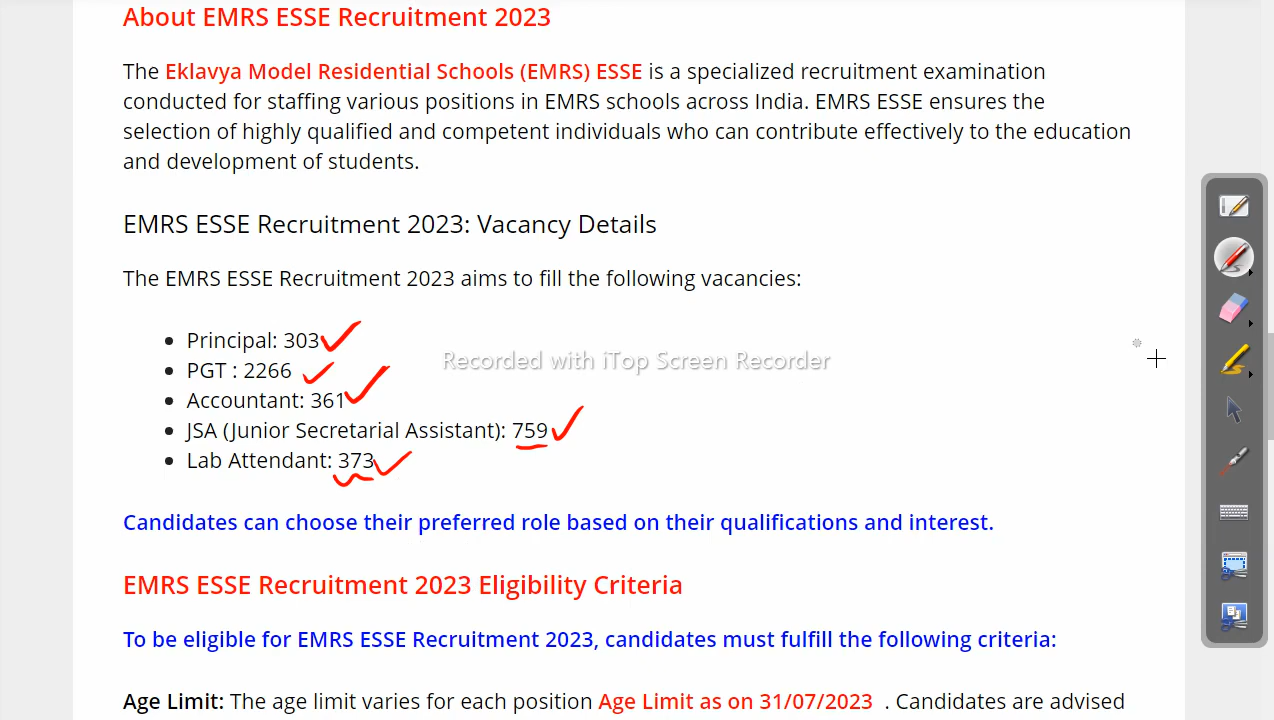 About EMRS ESSE Recruitment 2023
The Eklavya Model Residential Schools (EMRS) ESSE is a specialized recruitment examination
conducted for staffing various positions in EMRS schools across India. EMRS ESSE ensures the
selection of highly qualified and competent individuals who can contribute effectively to the education
and development of students.
EMRS ESSE Recruitment 2023: Vacancy Details
The EMRS ESSE Recruitment 2023 aims to fill the following vacancies:
Principal: 303
Recorded with iTop Screen Recorder
PGT : 2266
Accountant: 361
JSA (Junior Secretarial Assistant): 759
Lab Attendant: 373
Candidates can choose their preferred role based on their qualifications and interest.
EMRS ESSE Recruitment 2023 Eligibility Criteria
To be eligible for EMRS ESSE Recruitment 2023, candidates must fulfill the following criteria:
Age Limit: The age limit varies for each position Age Limit as on 31/07/2023 . Candidates are advised